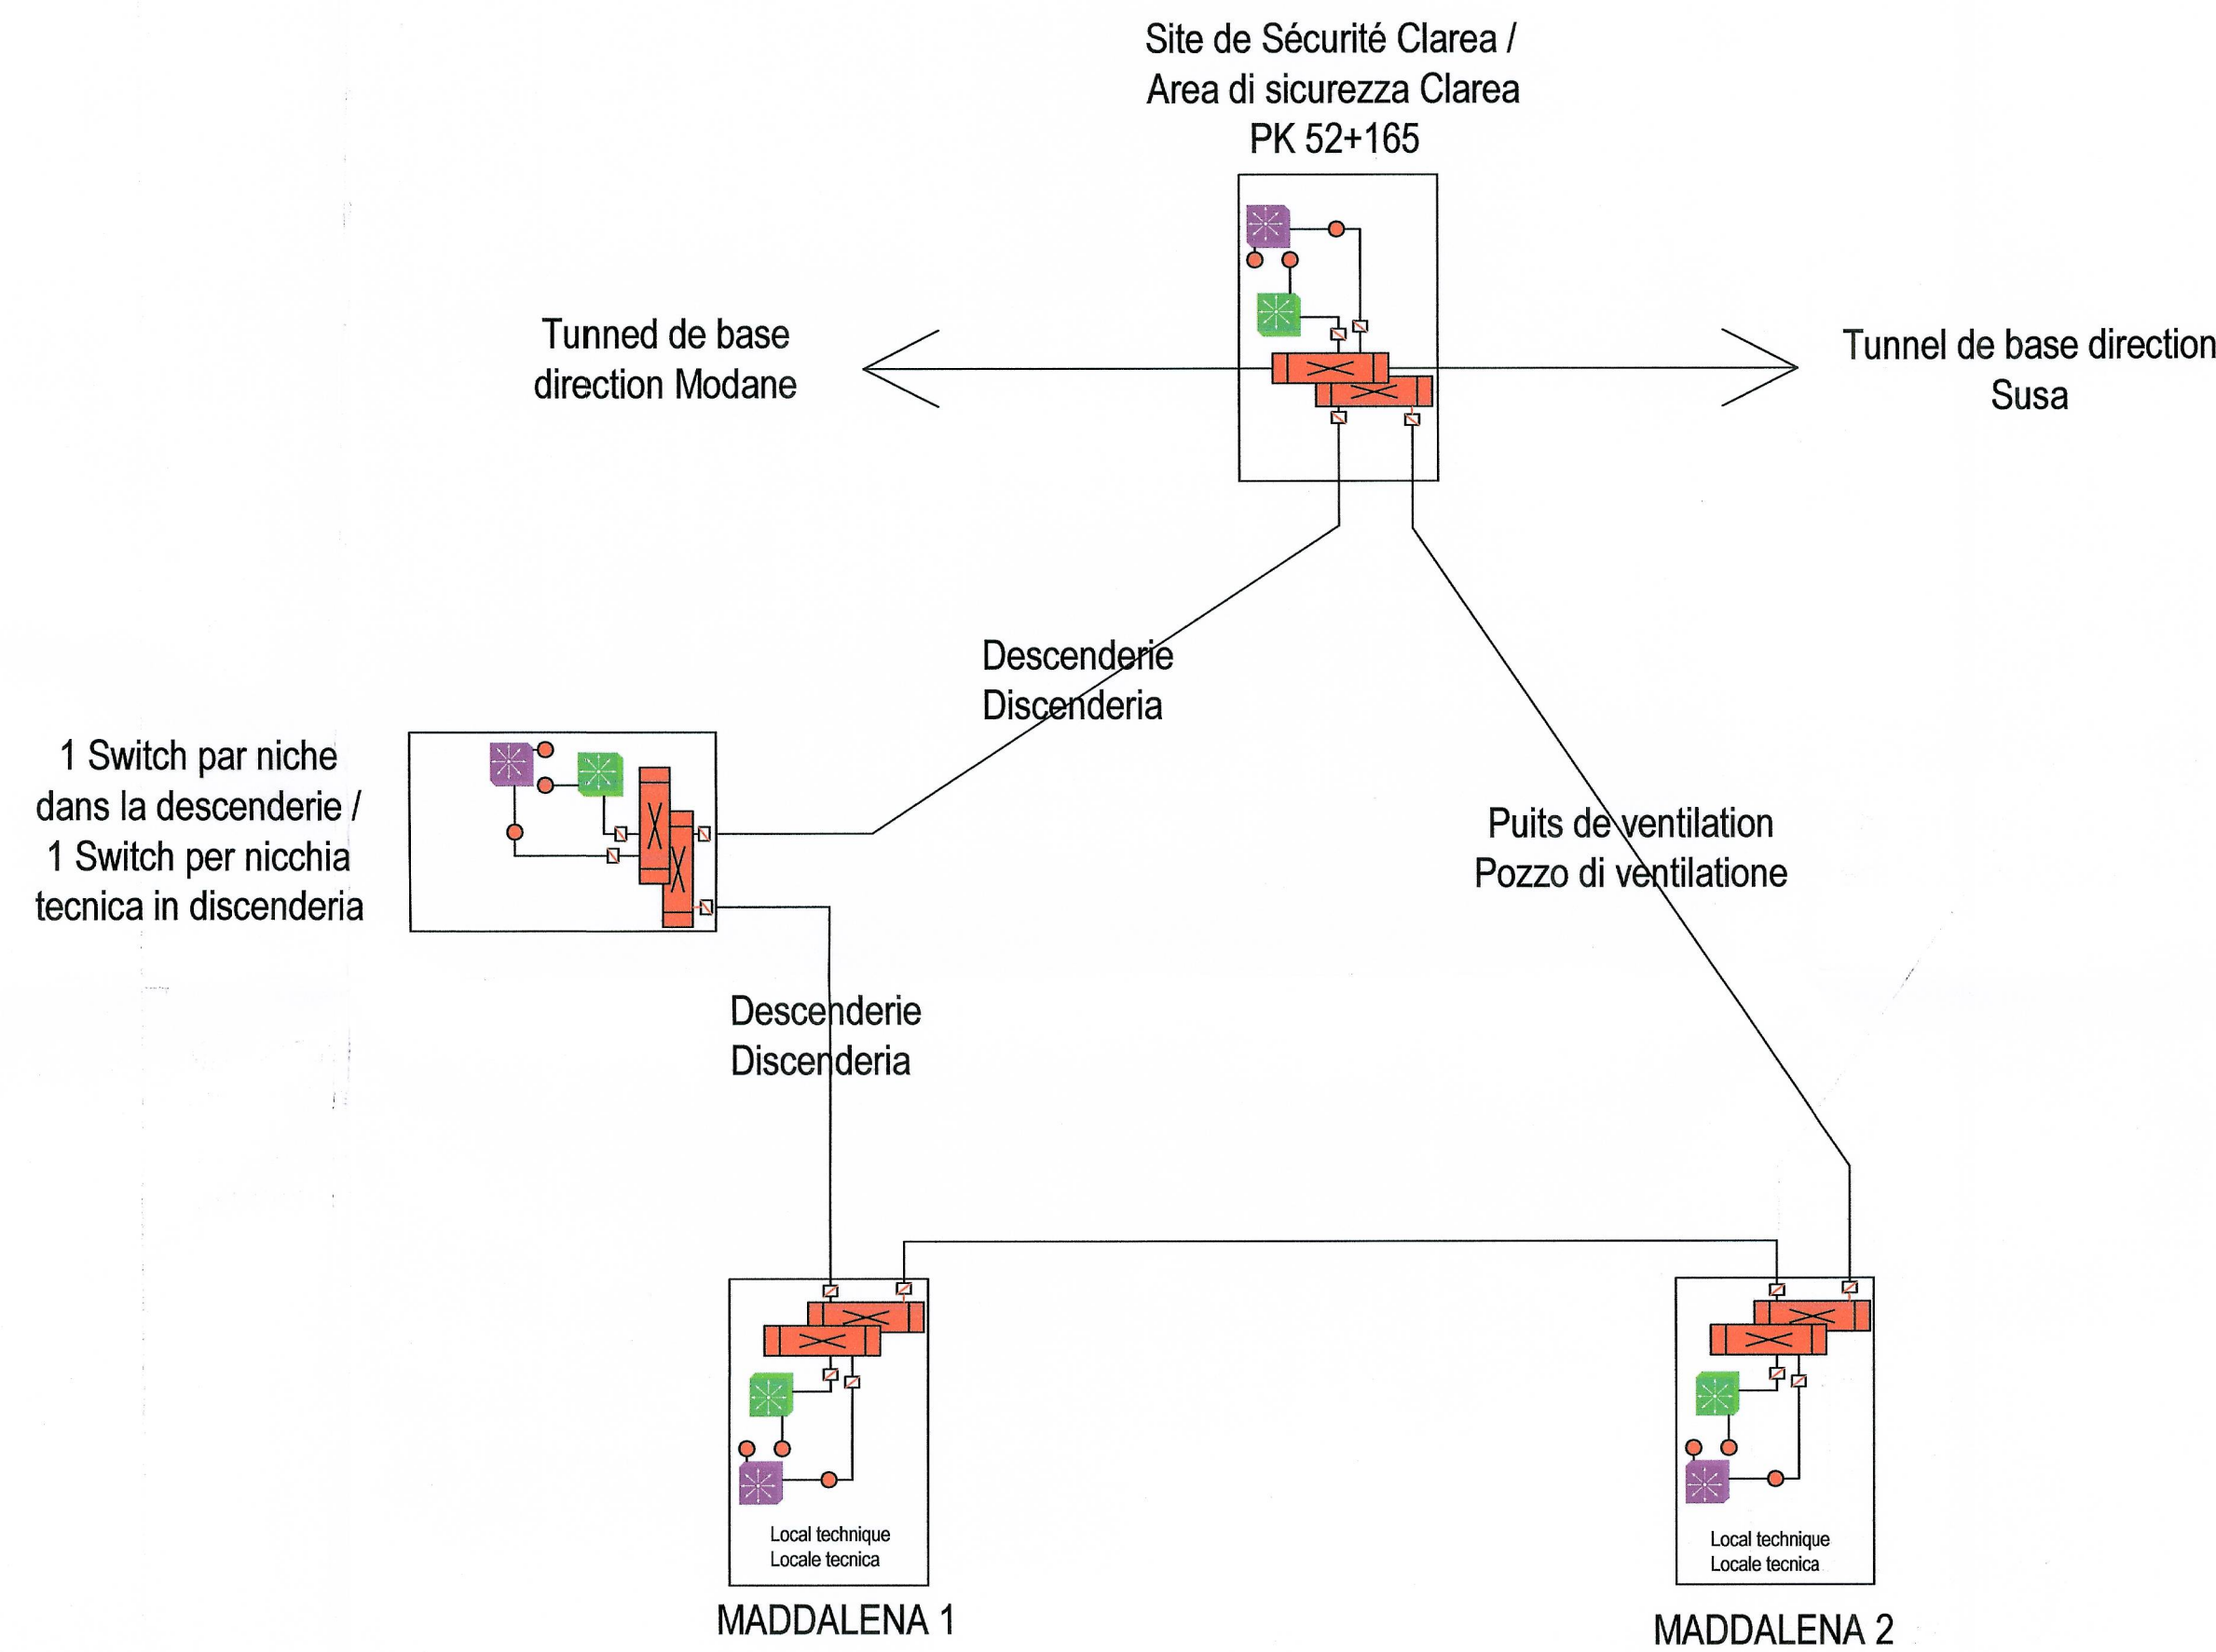 Site de Sécurité Clarea /
Area di sicurezza Clarea
PK 52+165
Tunned de base
direction Modane
Tunnel de base direction
Susa
Descenderie
Discenderia
1 Switch par niche
dans la descenderie /
1 Switch per nicchia
tecnica in discenderia
Puits de ventilation
Pozzo di ventilatione
Descenderie
Discenderia
Local technique
Locale tecnica
MADDALENA 1
Local technique
Locale tecnica
MADDALENA 2